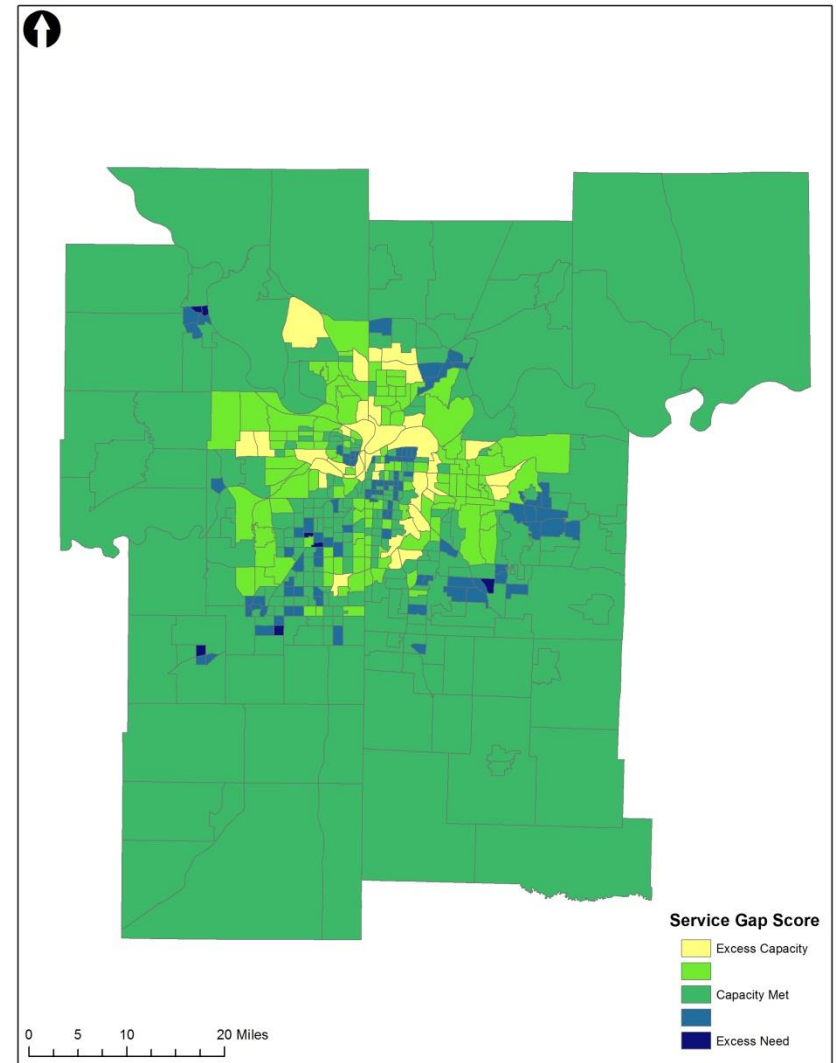 Service Gap Score
Excess Capacity
Capacity Met
Excess Need
0 5 10 20 Miles